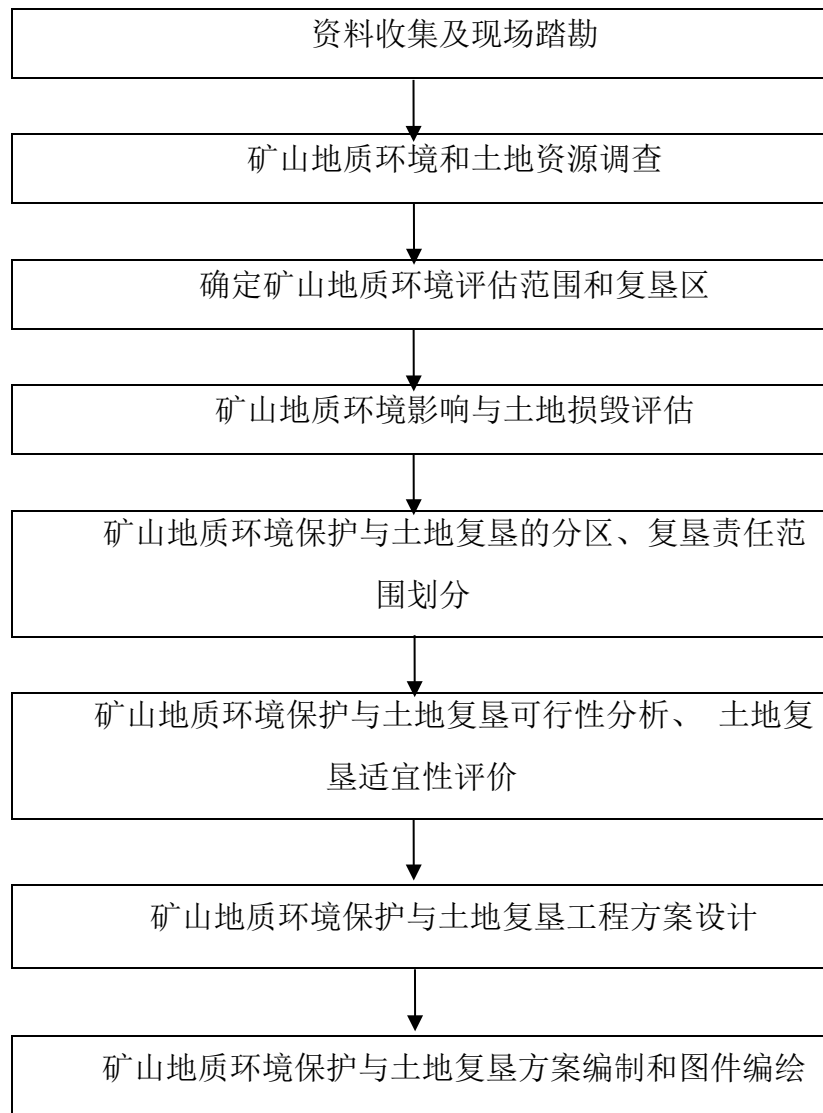 资料收集及现场踏勘
矿山地质环境和土地资源调查
确定矿山地质环境评估范围和复垦区
矿山地质环境影响与土地损毁评估
矿山地质环境保护与土地复垦的分区、复垦责任范
围划分
矿山地质环境保护与土地复垦可行性分析、 土地复
垦适宜性评价
矿山地质环境保护与土地复垦工程方案设计
矿山地质环境保护与土地复垦方案编制和图件编绘